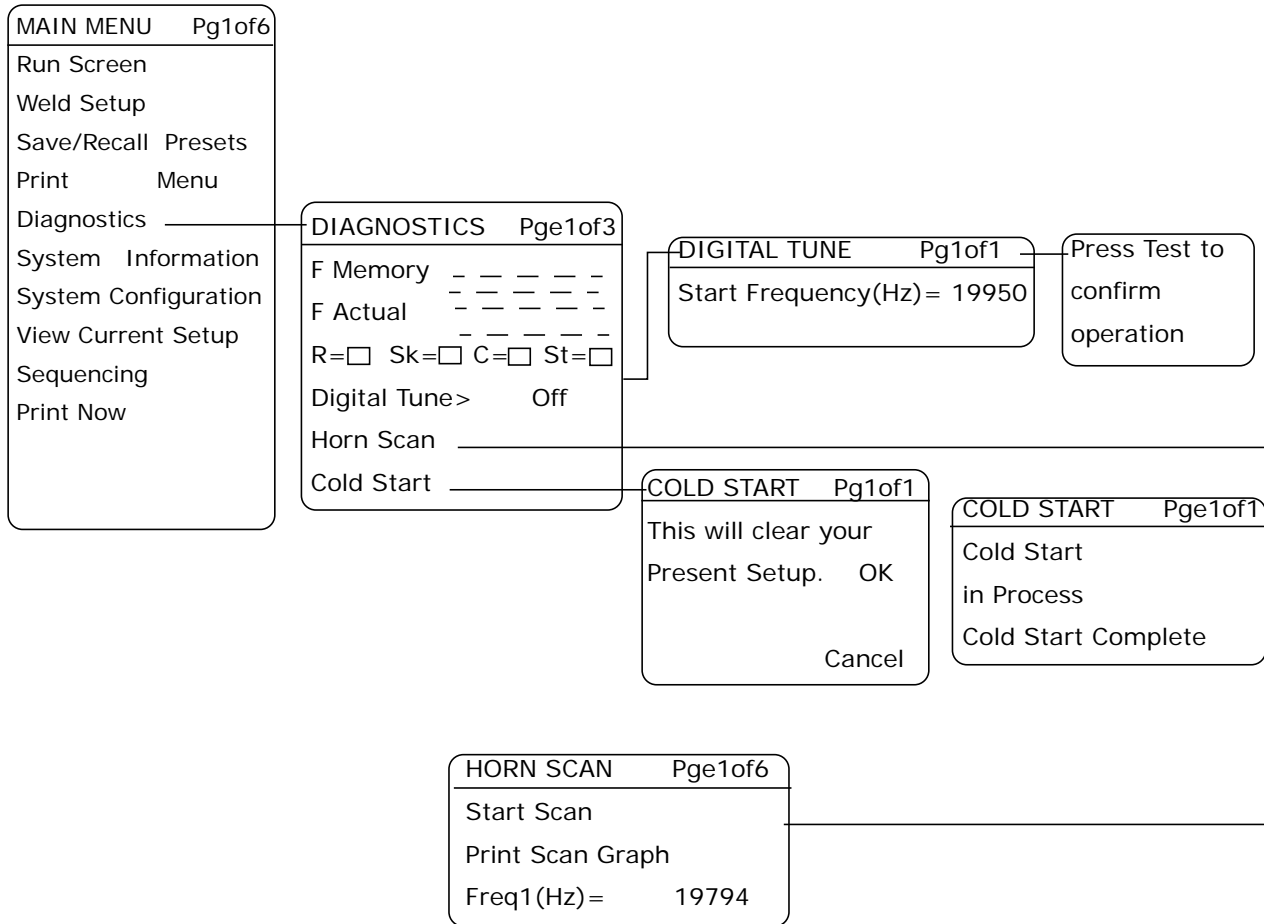 MAIN MENU Pg1of6
Run Screen
Weld Setup
Save/Recall Presets
Print Menu
Diagnostics
System Information
System Configuration
View Current Setup
Sequencing
Print Now
DIAGNOSTICS Pge1of3
F Memory
F Actual
R= Sk= C= St=
Digital Tune> Off
Horn Scan
Cold Start
DIGITAL TUNE Pg1of1
Start Frequency(Hz)= 19950
Press Test to
confirm
operation
COLD START Pg1of1
This will clear your
Present Setup. OK
Cancel
COLD START Pge1of1
Cold Start
in Process
Cold Start Complete
HORN SCAN Pge1of6
Start Scan
Print Scan Graph
Freq1(Hz)= 19794